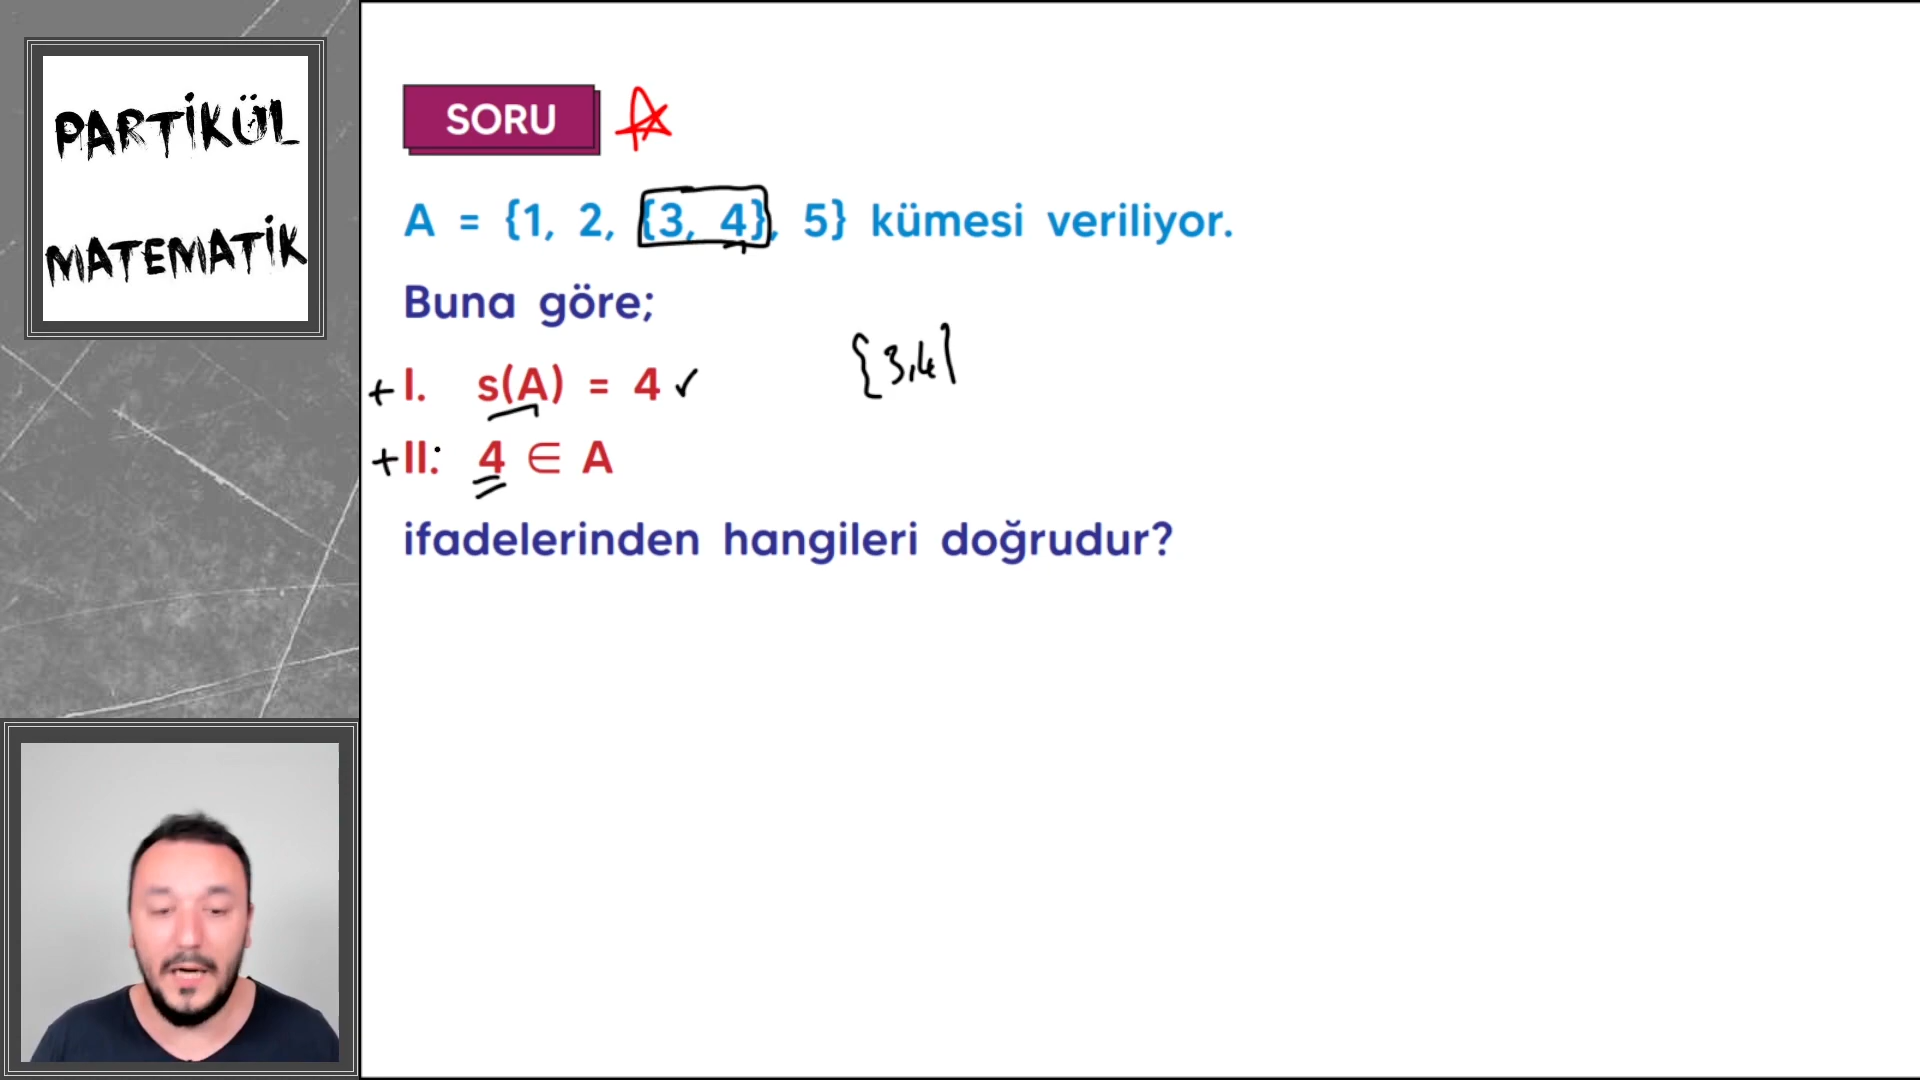 PARTİKÜL
MATEMATİK
SORU
A = {1, 2, {3, 4}, 5} kümesi veriliyor.
Buna göre;
{3,4}
+ I. s(A) = 4 ✓
+ II. 4 ∈ A
ifadelerinden hangileri doğrudur?